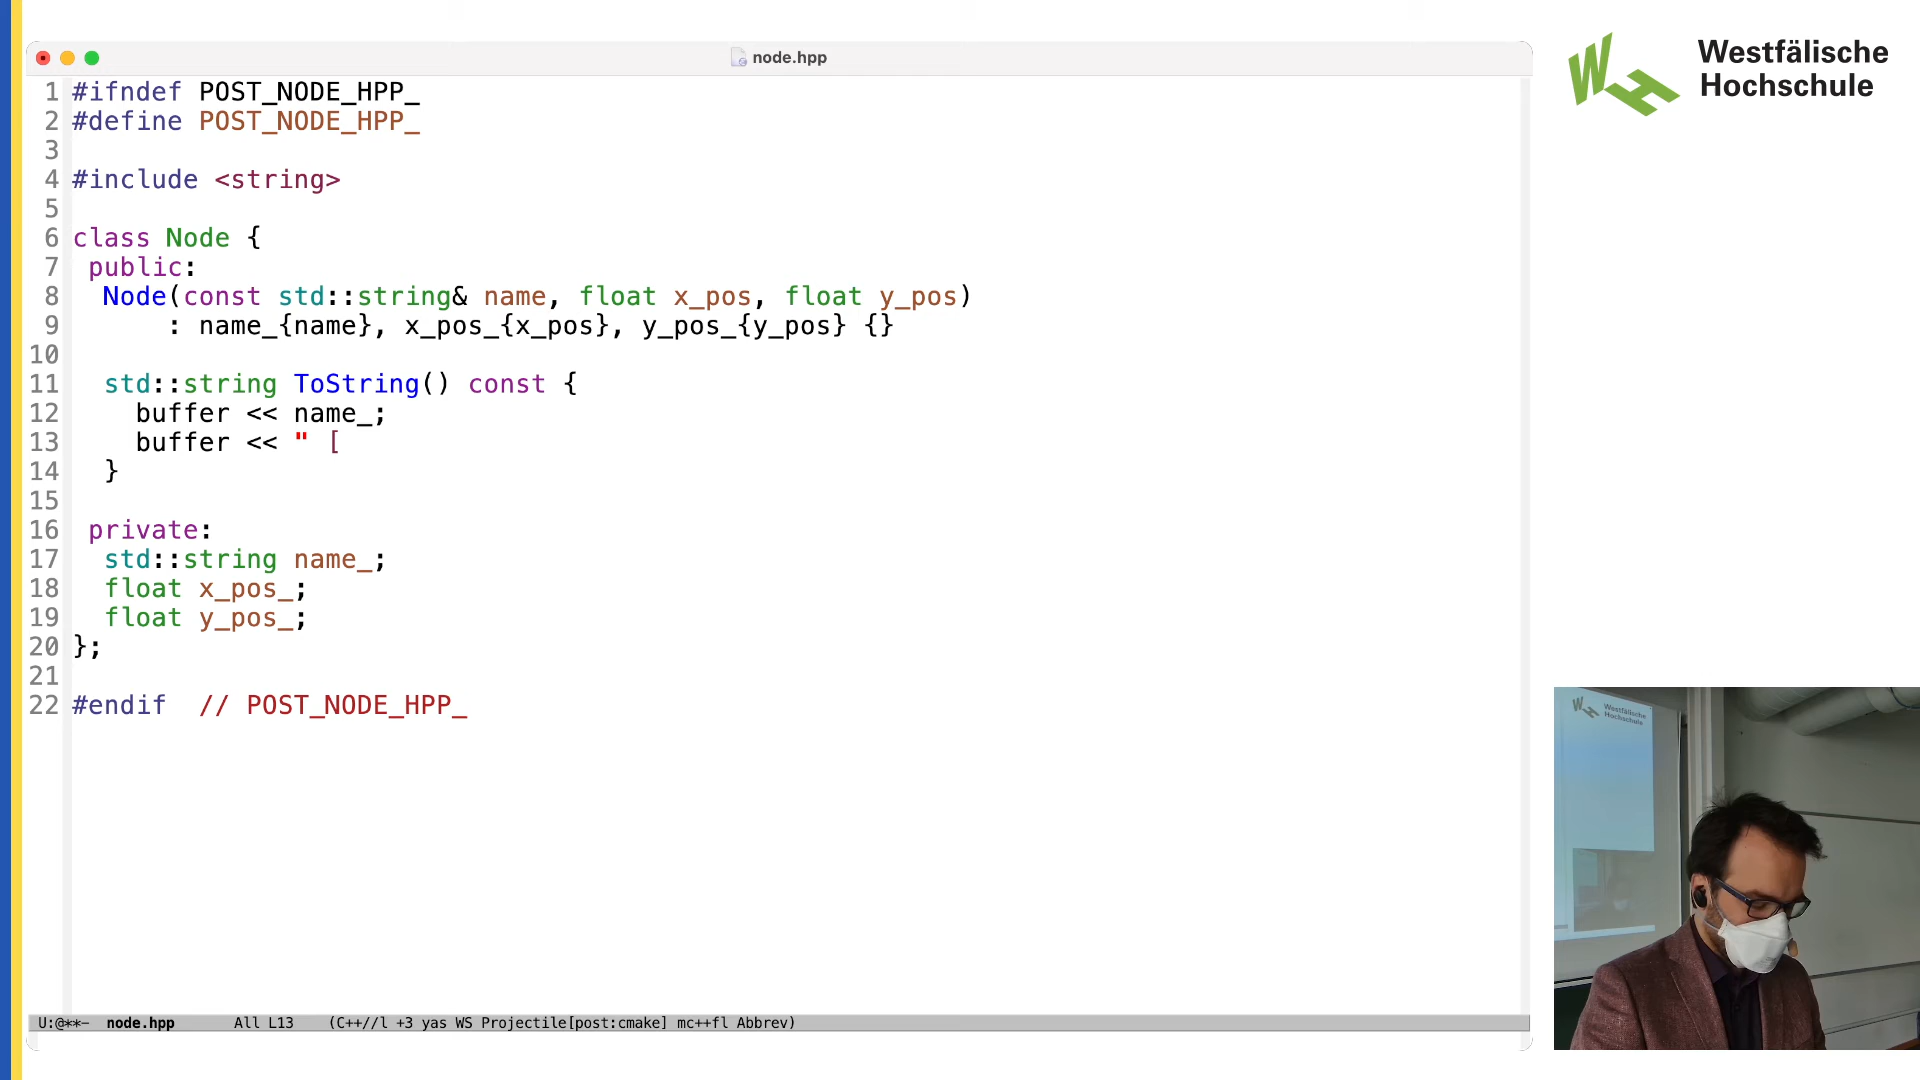 node.hpp
1 #ifndef POST_NODE_HPP_
2 #define POST_NODE_HPP_
3
4 #include <string>
5
6 class Node {
7  public:
8   Node(const std::string& name, float x_pos, float y_pos)
9       : name_{name}, x_pos_{x_pos}, y_pos_{y_pos} {}
10
11   std::string ToString() const {
12     buffer << name_;
13     buffer << " [
14   }
15
16  private:
17   std::string name_;
18   float x_pos_;
19   float y_pos_;
20 };
21
22 #endif  // POST_NODE_HPP_
U:@**-  node.hpp       All L13    (C++//l +3 yas WS Projectile[post:cmake] mc++fl Abbrev)
Westfälische
Hochschule
Westfälische
Hochschule